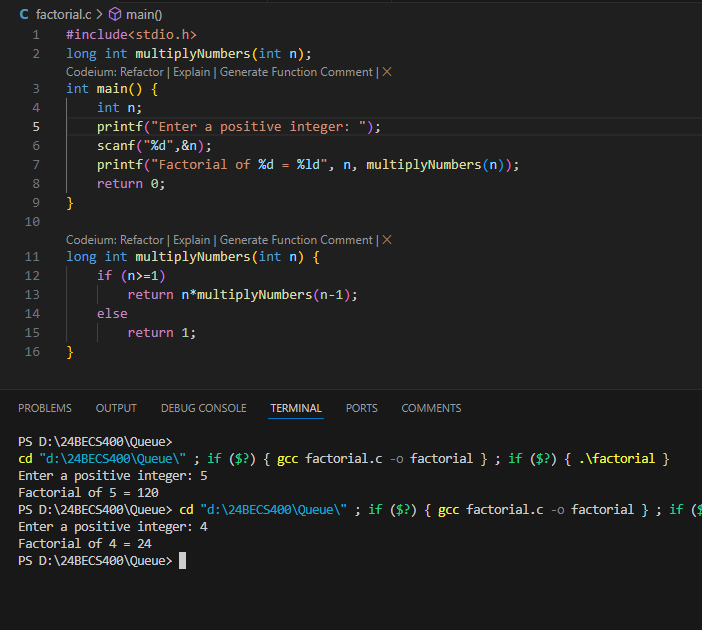 C factorial.c > main()
1 #include<stdio.h>
2 long int multiplyNumbers(int n);
Codeium: Refactor | Explain | Generate Function Comment | ×
3 int main() {
4 int n;
5 printf("Enter a positive integer: ");
6 scanf("%d",&n);
7 printf("Factorial of %d = %ld", n, multiplyNumbers(n));
8 return 0;
9 }
10
Codeium: Refactor | Explain | Generate Function Comment | ×
11 long int multiplyNumbers(int n) {
12 if (n>=1)
13 return n*multiplyNumbers(n-1);
14 else
15 return 1;
16 }
PROBLEMS OUTPUT DEBUG CONSOLE TERMINAL PORTS COMMENTS
PS D:\24BECS400\Queue>
cd "d:\24BECS400\Queue\" ; if ($?) { gcc factorial.c -o factorial } ; if ($?) { .\factorial }
Enter a positive integer: 5
Factorial of 5 = 120
PS D:\24BECS400\Queue> cd "d:\24BECS400\Queue\" ; if ($?) { gcc factorial.c -o factorial } ; if ($
Enter a positive integer: 4
Factorial of 4 = 24
PS D:\24BECS400\Queue>